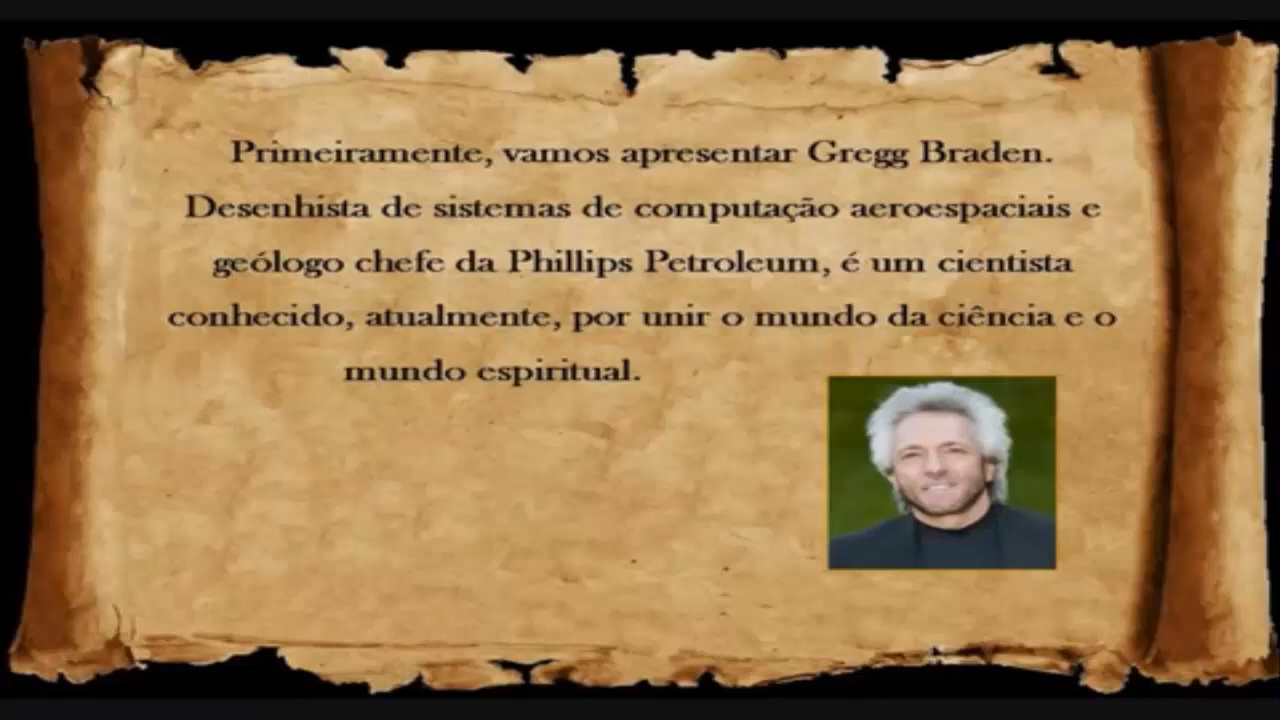 Primeiramente, vamos apresentar Gregg Braden.
Desenhista de sistemas de computação aeroespaciais e
geólogo chefe da Phillips Petroleum, é um cientista
conhecido, atualmente, por unir o mundo da ciência e o
mundo espiritual.